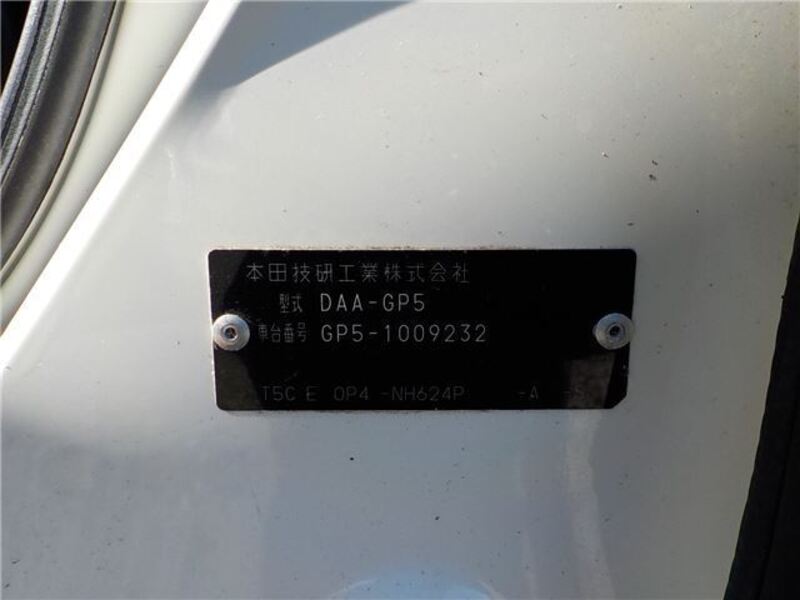 本田技研工業株式会社
型式 DAA-GP5
車台番号 GP5-1009232
T5C E 0P4 -NH624P -A -S